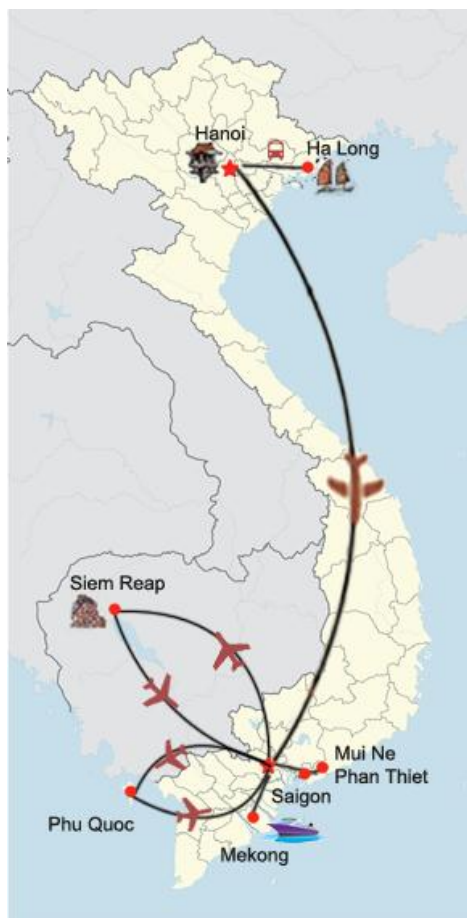 Hanoi
Ha Long
Siem Reap
Mui Ne
Phan Thiet
Saigon
Phu Quoc
Mekong